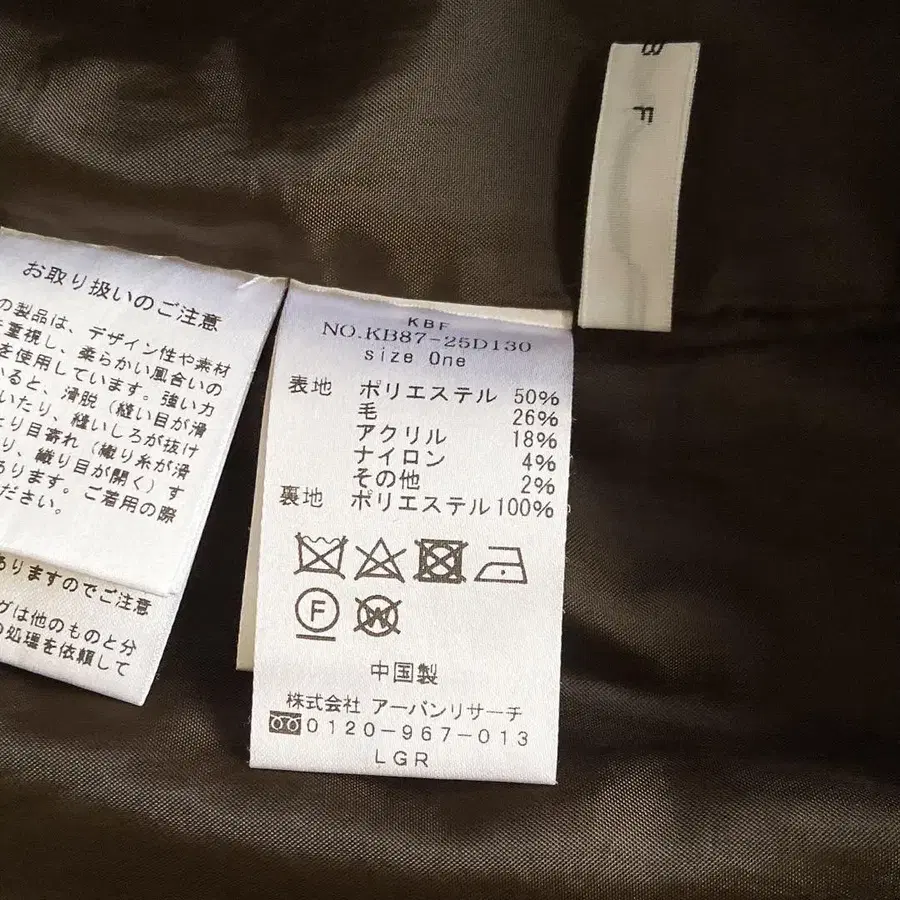 B F
お取り扱いのご注意
の製品は、デザイン性や素材
を重視し、柔らかい風合いの
を使用しています。強い力
いると、滑脱（縫い目が滑
いたり、縫いしろが抜け
とり目寄れ（織り糸が滑
り、織り目が開く）す
あります。ご着用の際
ださい。
ありますのでご注意
グは他のものと分
の処理を依頼して
KBF
NO.KB87-25D130
size One
表地 ポリエステル 50%
毛 26%
アクリル 18%
ナイロン 4%
その他 2%
裏地 ポリエステル 100%
F
W
中国製
株式会社 アーバンリサーチ
0120-967-013
LGR